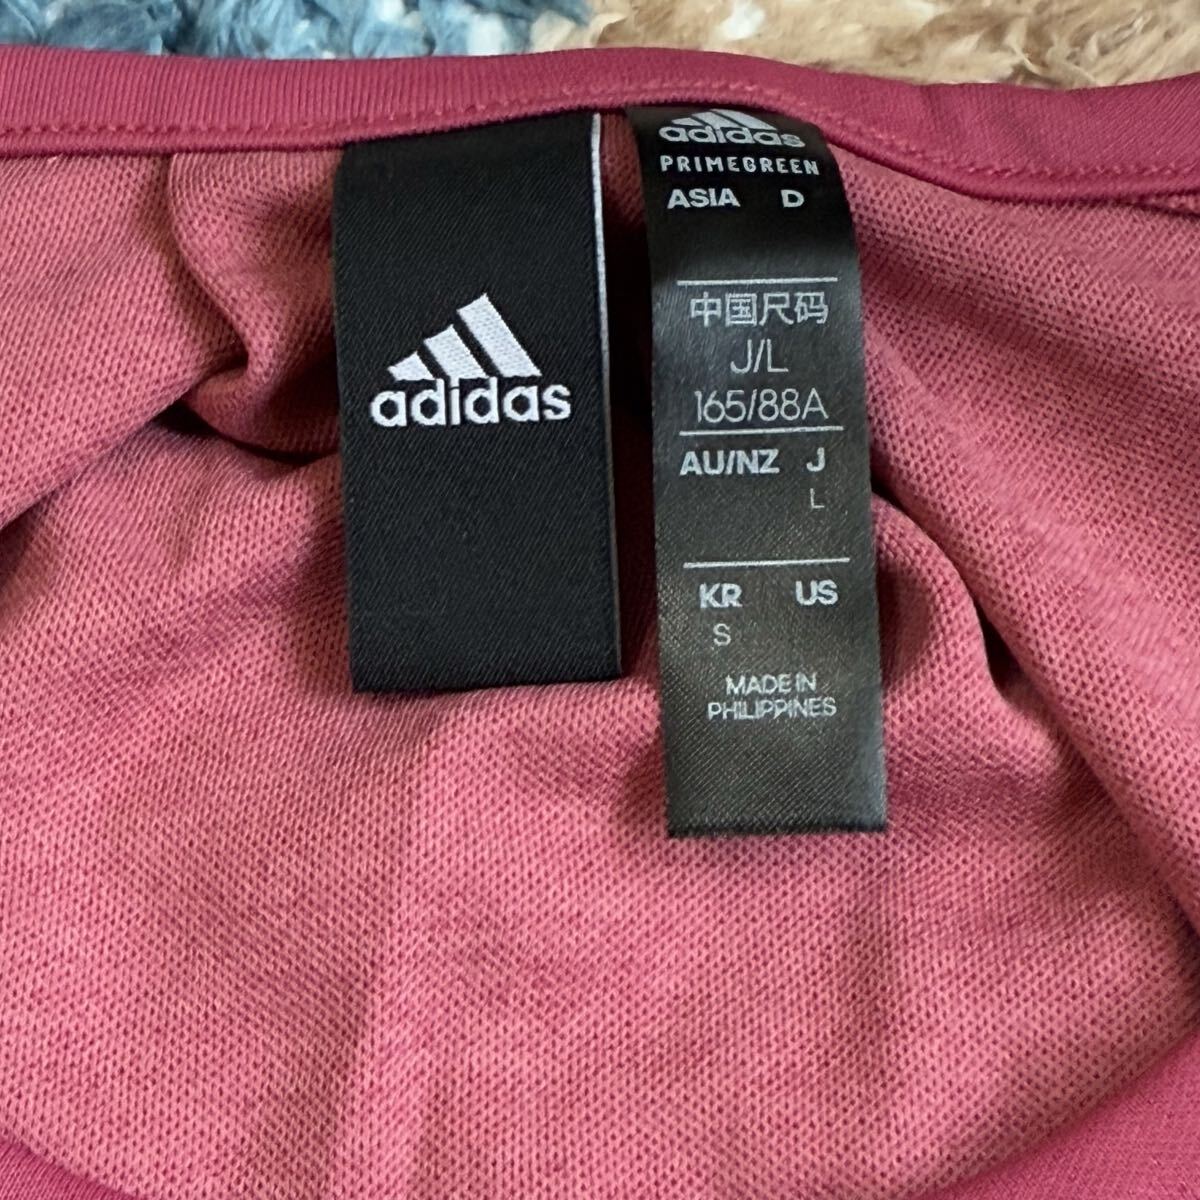 adidas
adidas
PRIMEGREEN
ASIA D
中国尺码
J/L
165/88A
AU/NZ J
L
KR US
S
MADE IN
PHILIPPINES